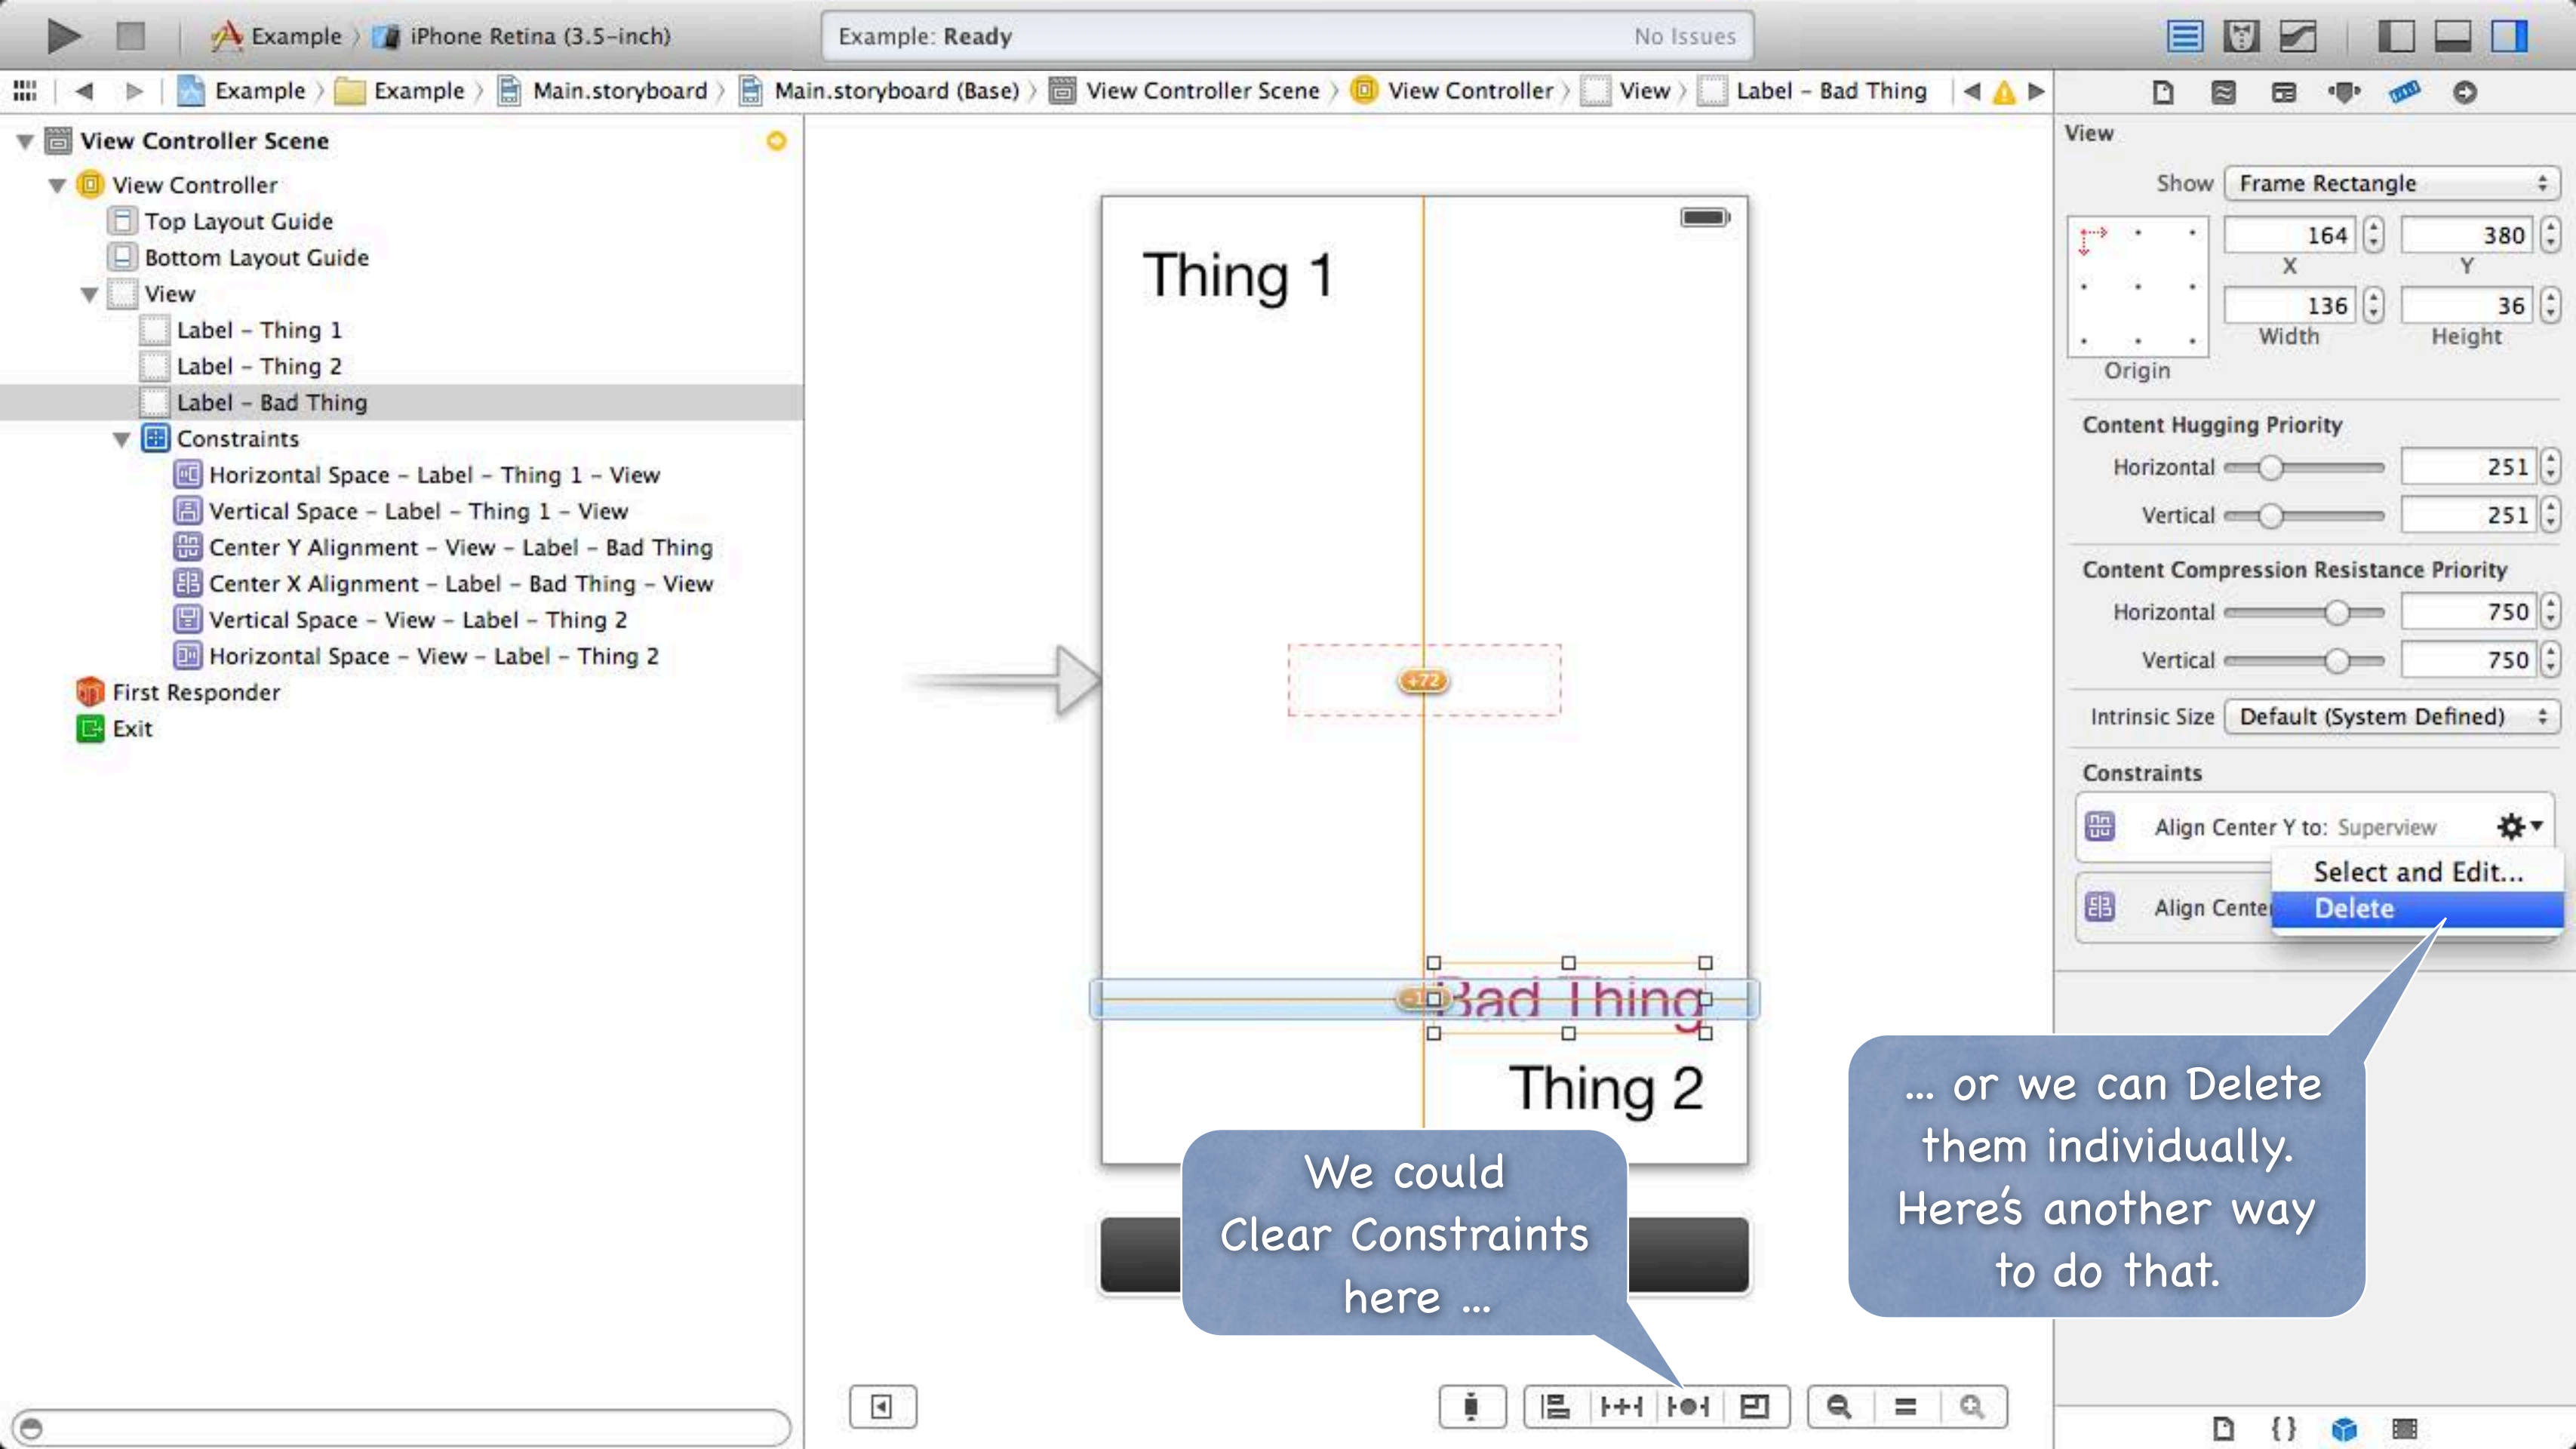 Example 〉 iPhone Retina (3.5-inch)
Example: Ready
No Issues
Example 〉 Example 〉 Main.storyboard 〉 Main.storyboard (Base) 〉 View Controller Scene 〉 View Controller 〉 View 〉 Label – Bad Thing
View Controller Scene
View Controller
Top Layout Guide
Bottom Layout Guide
View
Label – Thing 1
Label – Thing 2
Label – Bad Thing
Constraints
Horizontal Space – Label – Thing 1 – View
Vertical Space – Label – Thing 1 – View
Center Y Alignment – View – Label – Bad Thing
Center X Alignment – Label – Bad Thing – View
Vertical Space – View – Label – Thing 2
Horizontal Space – View – Label – Thing 2
First Responder
Exit
Thing 1
+72
Bad Thing
Thing 2
We could
Clear Constraints
here ...
View
Show Frame Rectangle
164 380
X Y
136 36
Width Height
Origin
Content Hugging Priority
Horizontal 251
Vertical 251
Content Compression Resistance Priority
Horizontal 750
Vertical 750
Intrinsic Size Default (System Defined)
Constraints
Align Center Y to: Superview
Select and Edit...
Align Cente
Delete
... or we can Delete
them individually.
Here's another way
to do that.